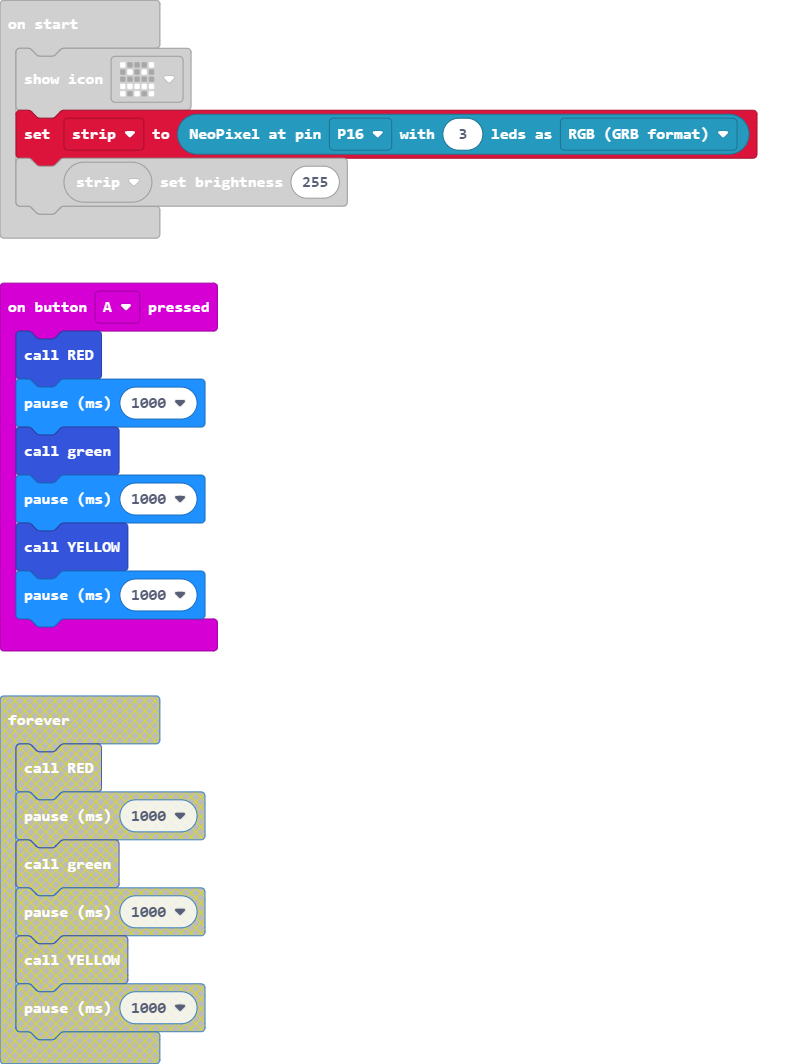 on start
show icon
set strip to NeoPixel at pin P16 with 3 leds as RGB (GRB format)
strip set brightness 255
on button A pressed
call RED
pause (ms) 1000
call green
pause (ms) 1000
call YELLOW
pause (ms) 1000
forever
call RED
pause (ms) 1000
call green
pause (ms) 1000
call YELLOW
pause (ms) 1000